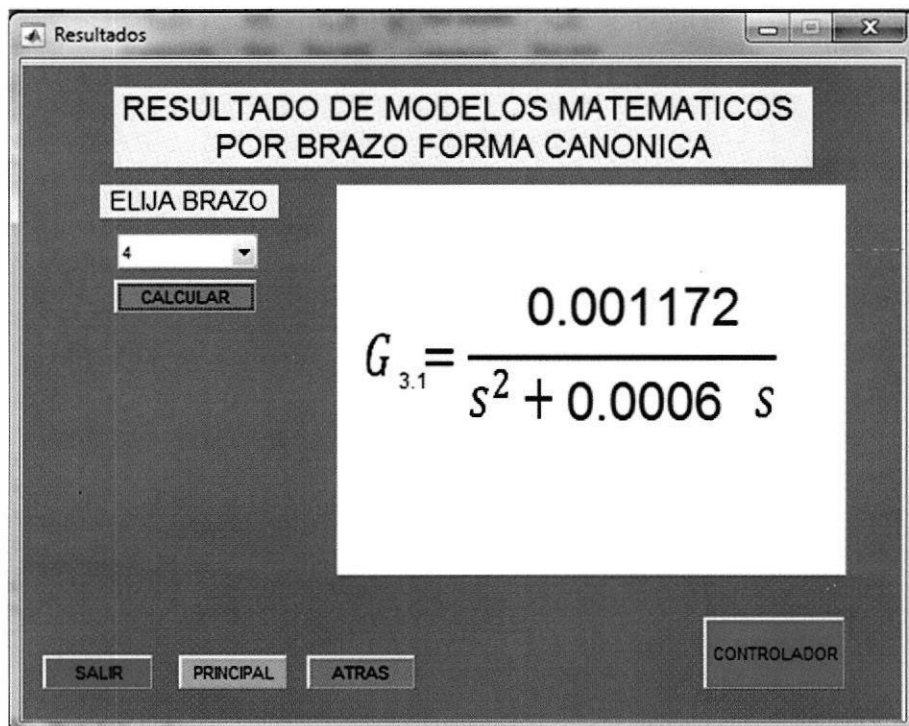 Resultados
RESULTADO DE MODELOS MATEMATICOS
POR BRAZO FORMA CANONICA
ELIJA BRAZO
4
CALCULAR
0.001172
G 3.1 =
s² + 0.0006 s
CONTROLADOR
SALIR
PRINCIPAL
ATRAS